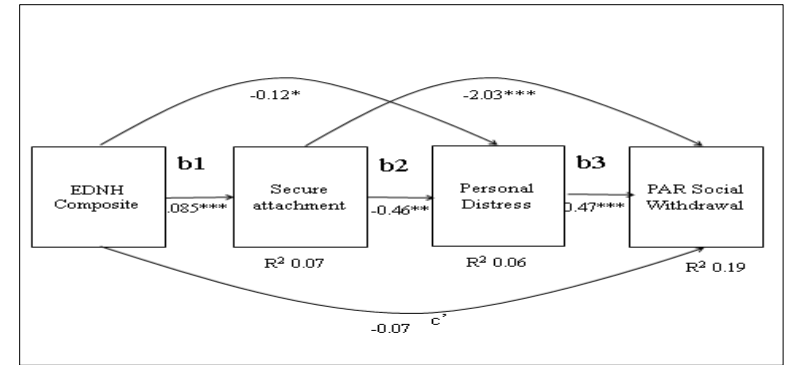 -0.12*
-2.03***
b1
b2
b3
EDNH
Composite
.085***
Secure
attachment
-0.46**
Personal
Distress
0.47***
PAR Social
Withdrawal
R² 0.07
R² 0.06
R² 0.19
-0.07 c'